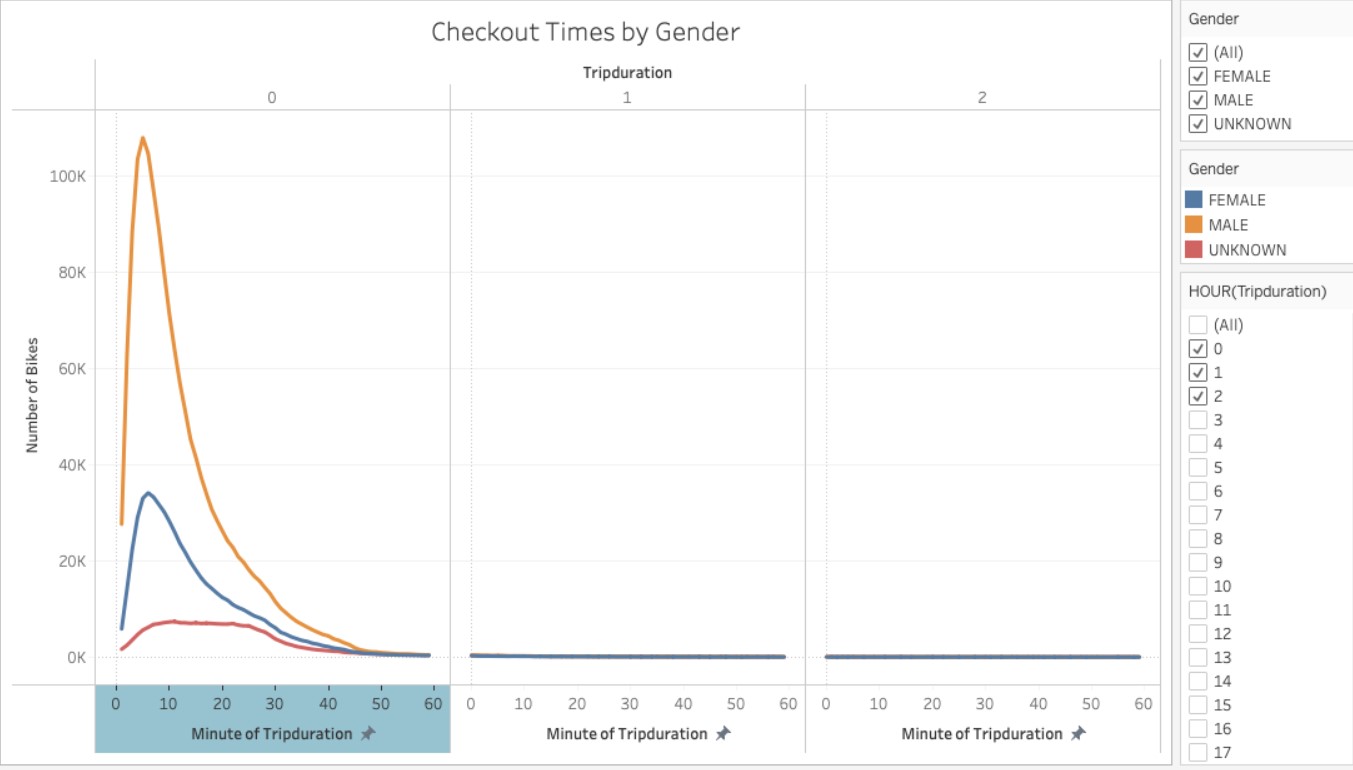 Checkout Times by Gender
Tripduration
0 1 2
100K
80K
60K
40K
20K
0K
Number of Bikes
0 10 20 30 40 50 60 0 10 20 30 40 50 60 0 10 20 30 40 50 60
Minute of Tripduration Minute of Tripduration Minute of Tripduration
Gender
(All)
FEMALE
MALE
UNKNOWN
Gender
FEMALE
MALE
UNKNOWN
HOUR(Tripduration)
(All)
0
1
2
3
4
5
6
7
8
9
10
11
12
13
14
15
16
17